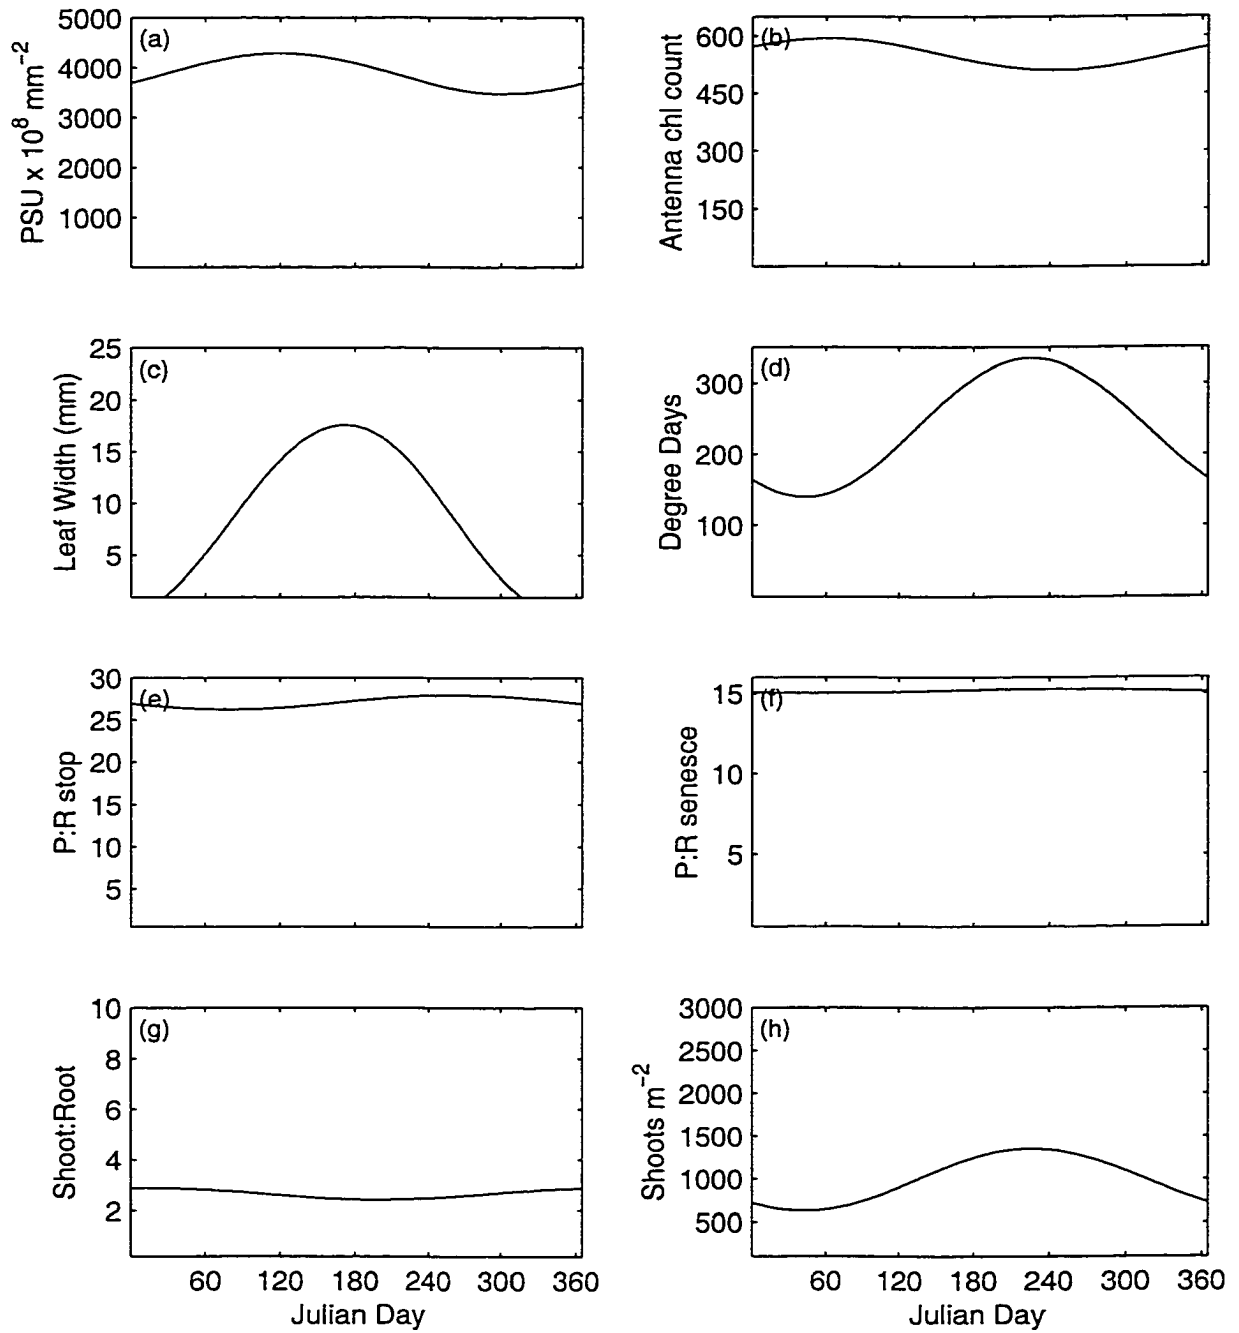 (a)
5000
4000
3000
2000
1000
PSU x 10⁸ mm⁻²
(b)
600
450
300
150
Antenna chl count
(c)
25
20
15
10
5
Leaf Width (mm)
(d)
300
200
100
Degree Days
(e)
30
25
20
15
10
5
P:R stop
(f)
15
10
5
P:R senesce
(g)
10
8
6
4
2
Shoot:Root
60 120 180 240 300 360
Julian Day
(h)
3000
2500
2000
1500
1000
500
Shoots m⁻²
60 120 180 240 300 360
Julian Day